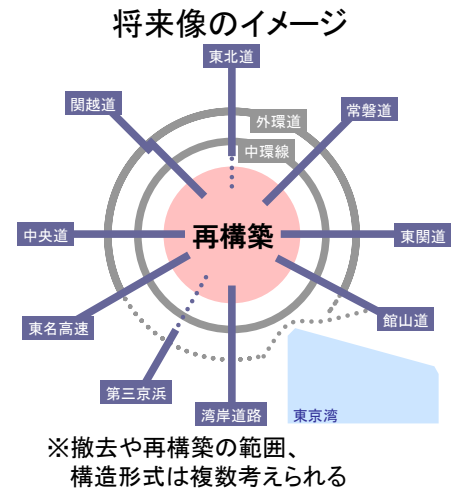 将来像のイメージ
東北道
関越道
常磐道
外環道
中環線
中央道
再構築
東関道
東名高速
館山道
第三京浜
湾岸道路
東京湾
※撤去や再構築の範囲、
構造形式は複数考えられる